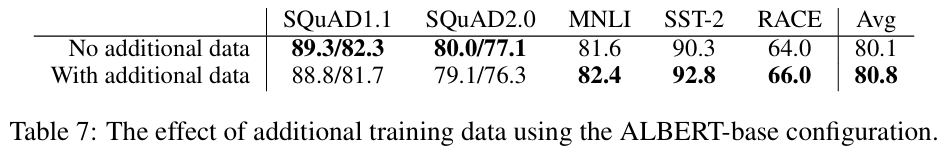 SQuAD1.1 SQuAD2.0 MNLI SST-2 RACE Avg
No additional data 89.3/82.3 80.0/77.1 81.6 90.3 64.0 80.1
With additional data 88.8/81.7 79.1/76.3 82.4 92.8 66.0 80.8
Table 7: The effect of additional training data using the ALBERT-base configuration.